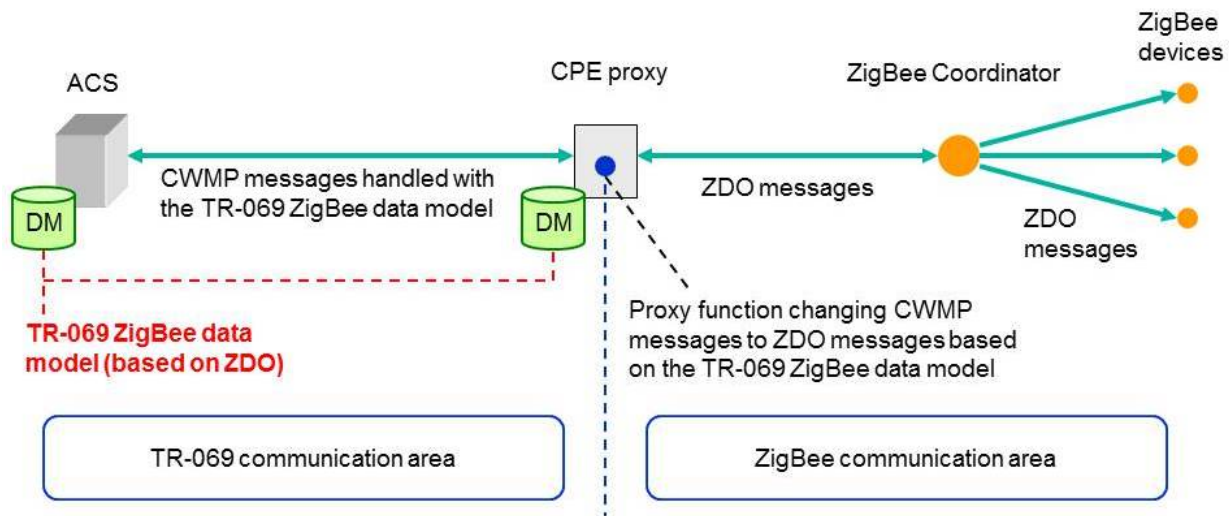 ZigBee
devices
CPE proxy
ZigBee Coordinator
ACS
CWMP messages handled with
the TR-069 ZigBee data model
ZDO messages
DM
DM
ZDO
messages
TR-069 ZigBee data
model (based on ZDO)
Proxy function changing CWMP
messages to ZDO messages based
on the TR-069 ZigBee data model
TR-069 communication area
ZigBee communication area